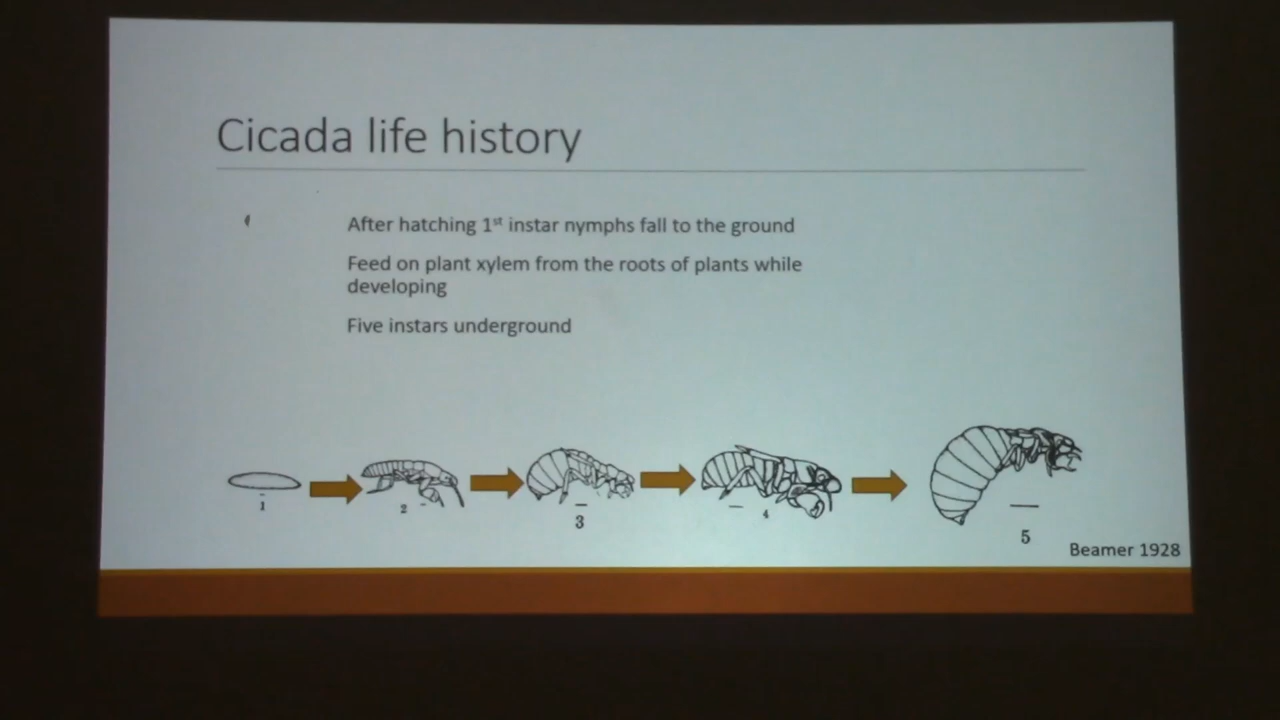 Cicada life history
After hatching 1st instar nymphs fall to the ground
Feed on plant xylem from the roots of plants while
developing
Five instars underground
1
2
3
4
5
Beamer 1928